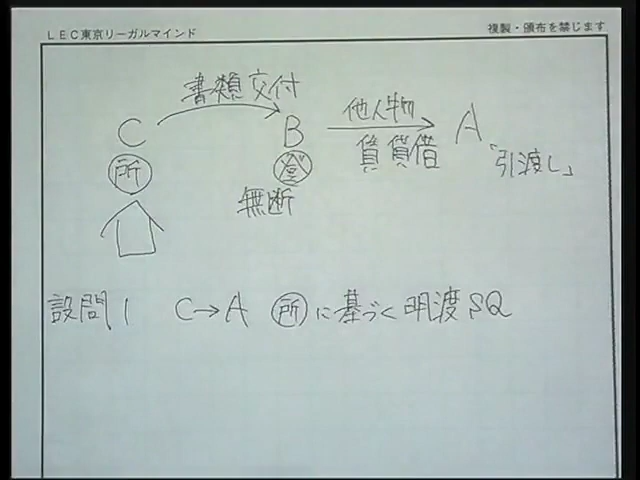 LEC東京リーガルマインド 複製・頒布を禁じます
書類交付
C B 他人物 A
所 登 賃貸借 「引渡し」
無断
設問1 C→A 所に基づく明渡SQ